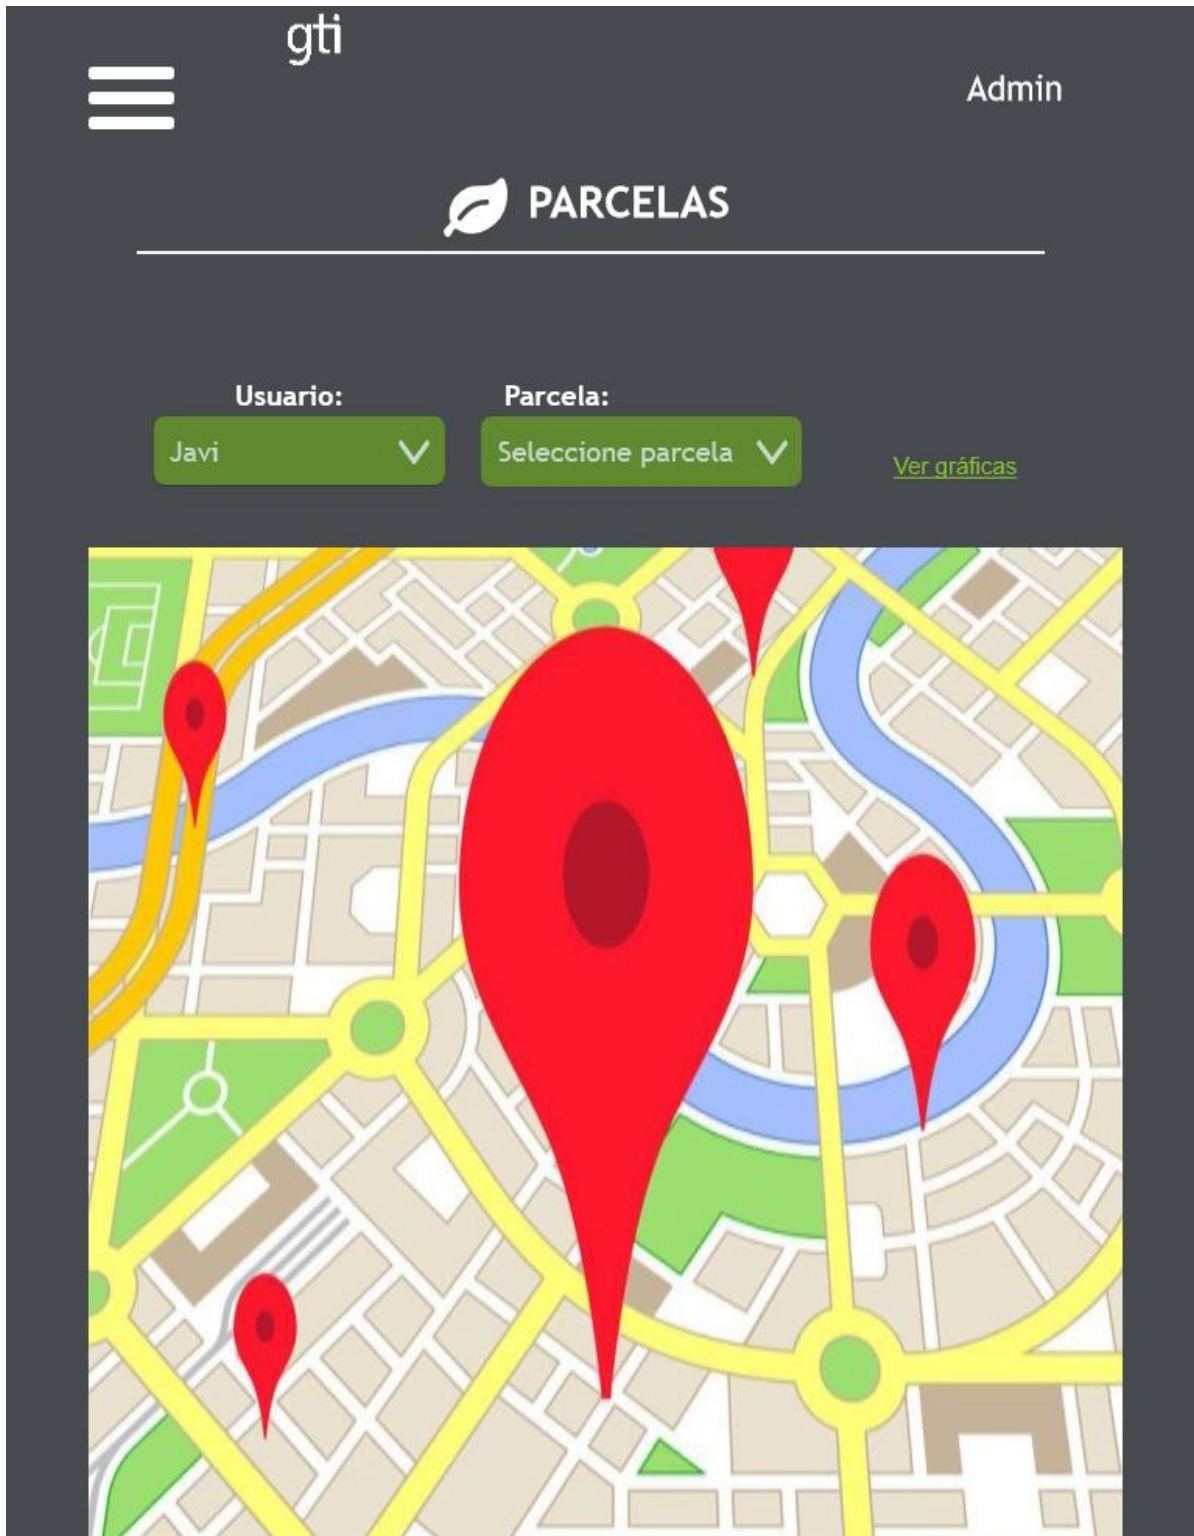 gti
Admin
PARCELAS
Usuario:
Parcela:
Javi
Seleccione parcela
Ver gráficas